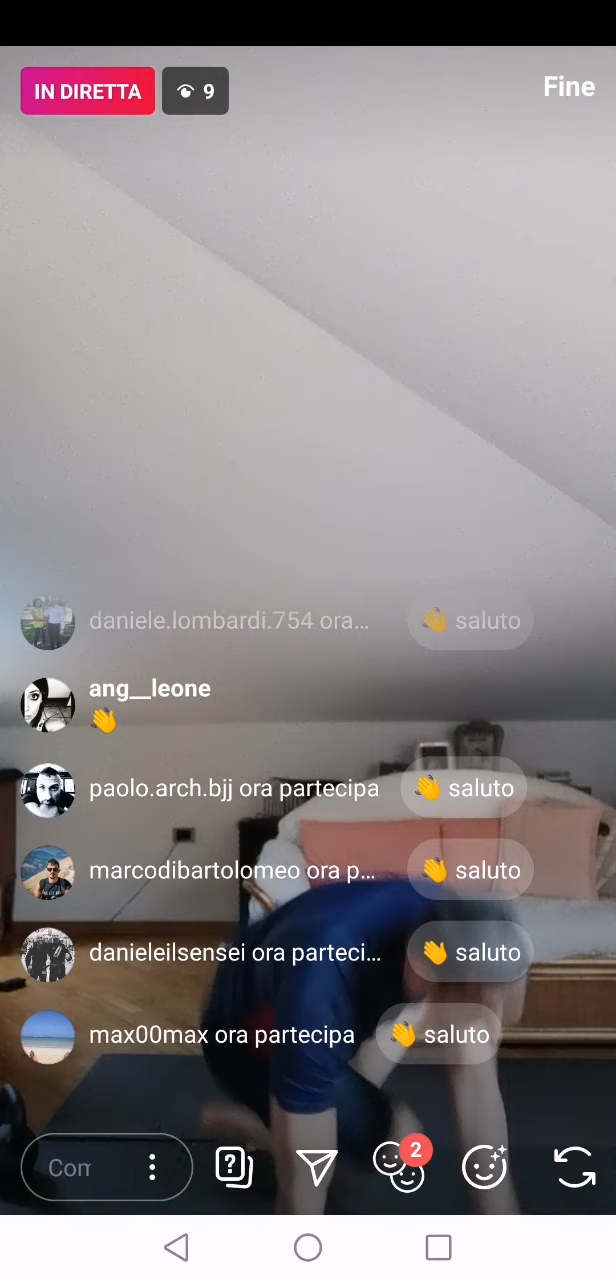 IN DIRETTA 9 Fine
daniele.lombardi.754 ora... 👋 saluto
ang__leone
👋
paolo.arch.bjj ora partecipa 👋 saluto
marcodibartolomeo ora p... 👋 saluto
danieleilsensei ora parteci... 👋 saluto
max00max ora partecipa 👋 saluto
Com 2